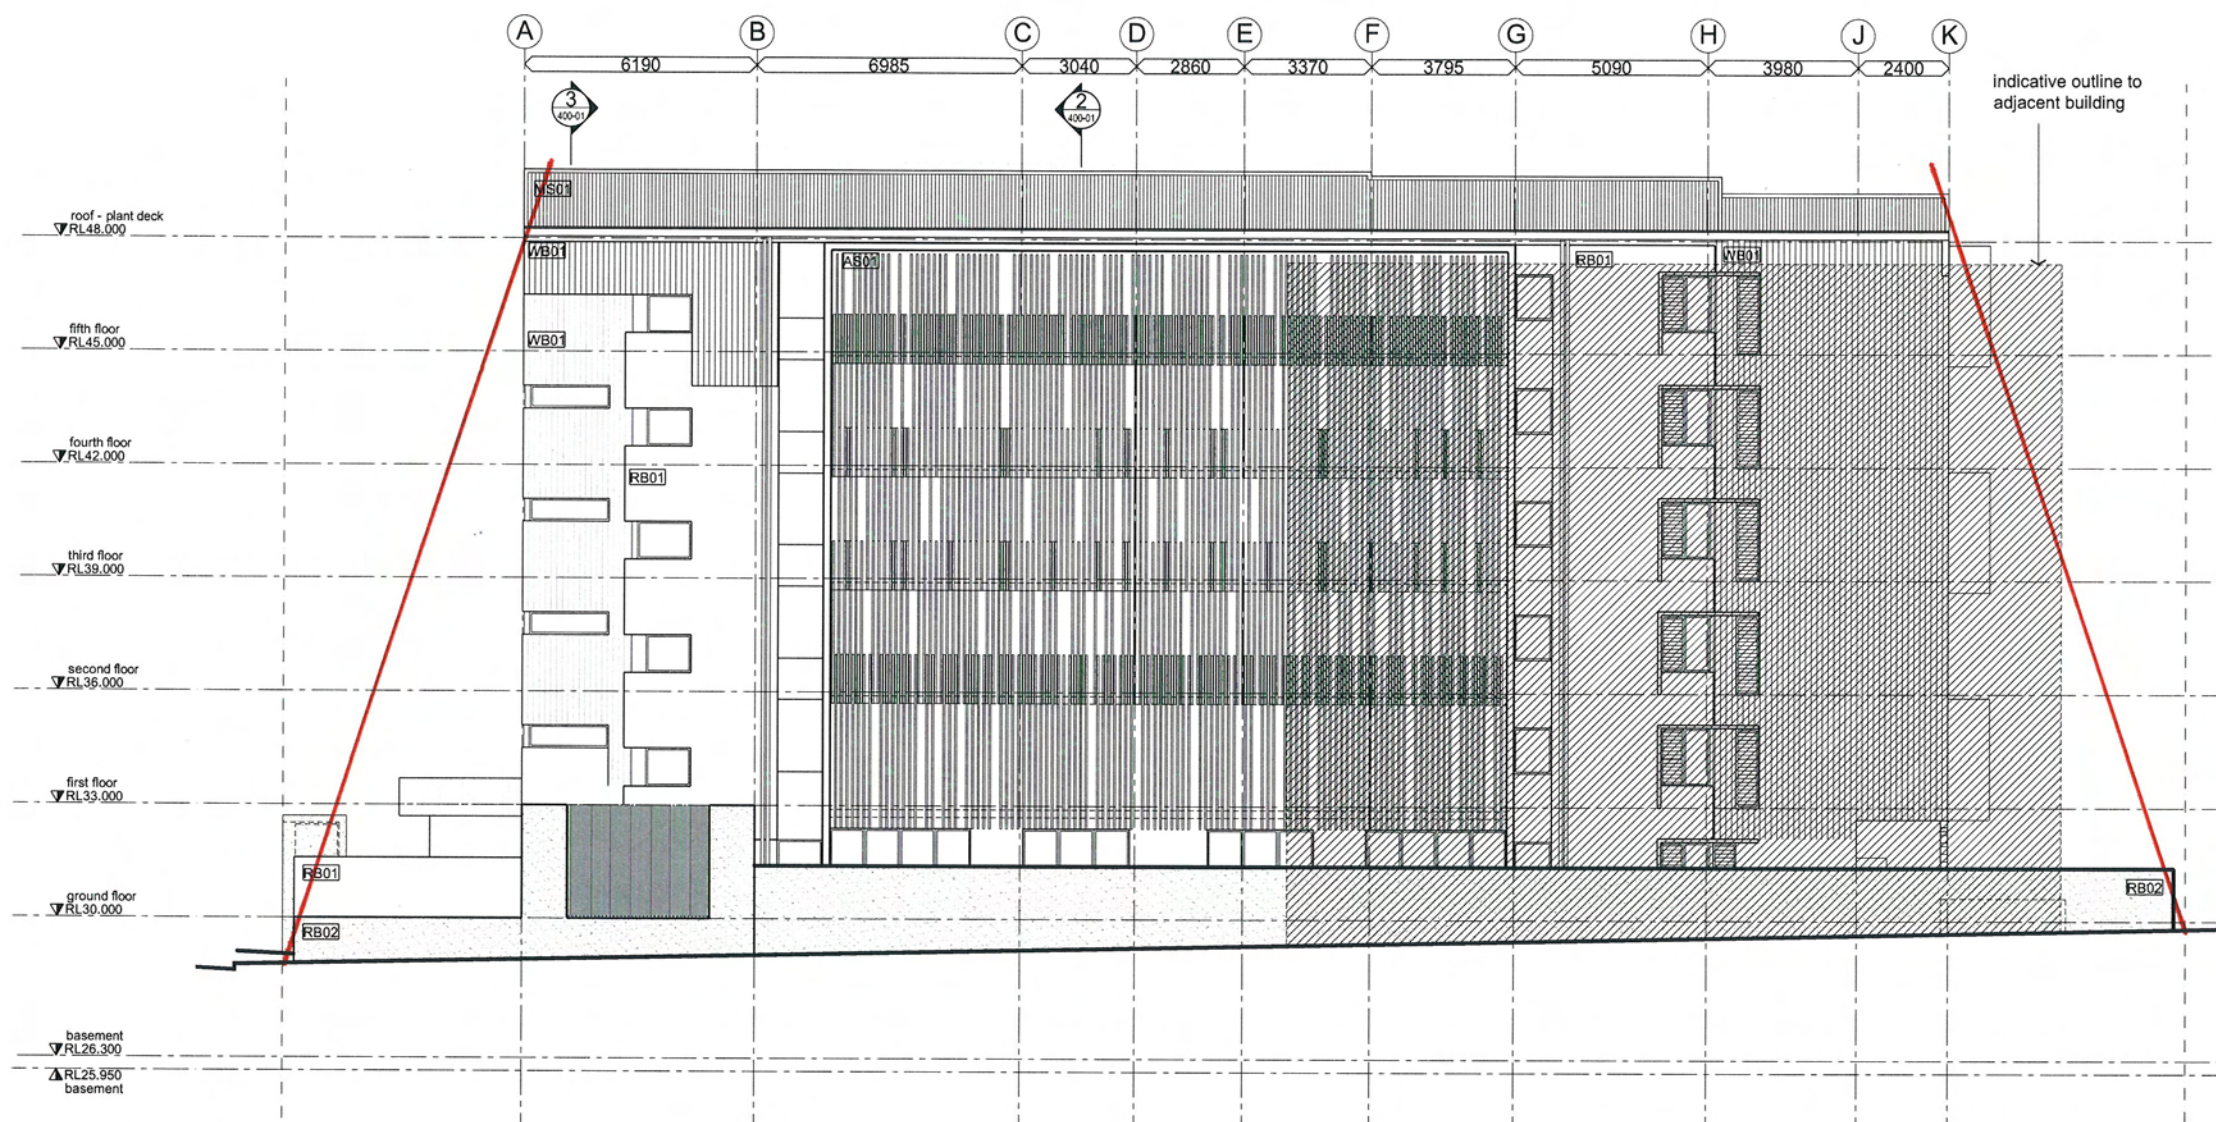 A B C D E F G H J K
6190 6985 3040 2860 3370 3795 5090 3980 2400
indicative outline to
adjacent building
3
400-01
2
400-01
MS01
roof - plant deck
RL48.000
WB01
AS01
RB01
WB01
fifth floor
RL45.000
WB01
fourth floor
RL42.000
RB01
third floor
RL39.000
second floor
RL36.000
first floor
RL33.000
RB01
RB02
ground floor
RL30.000
RB02
basement
RL26.300
RL25.950
basement